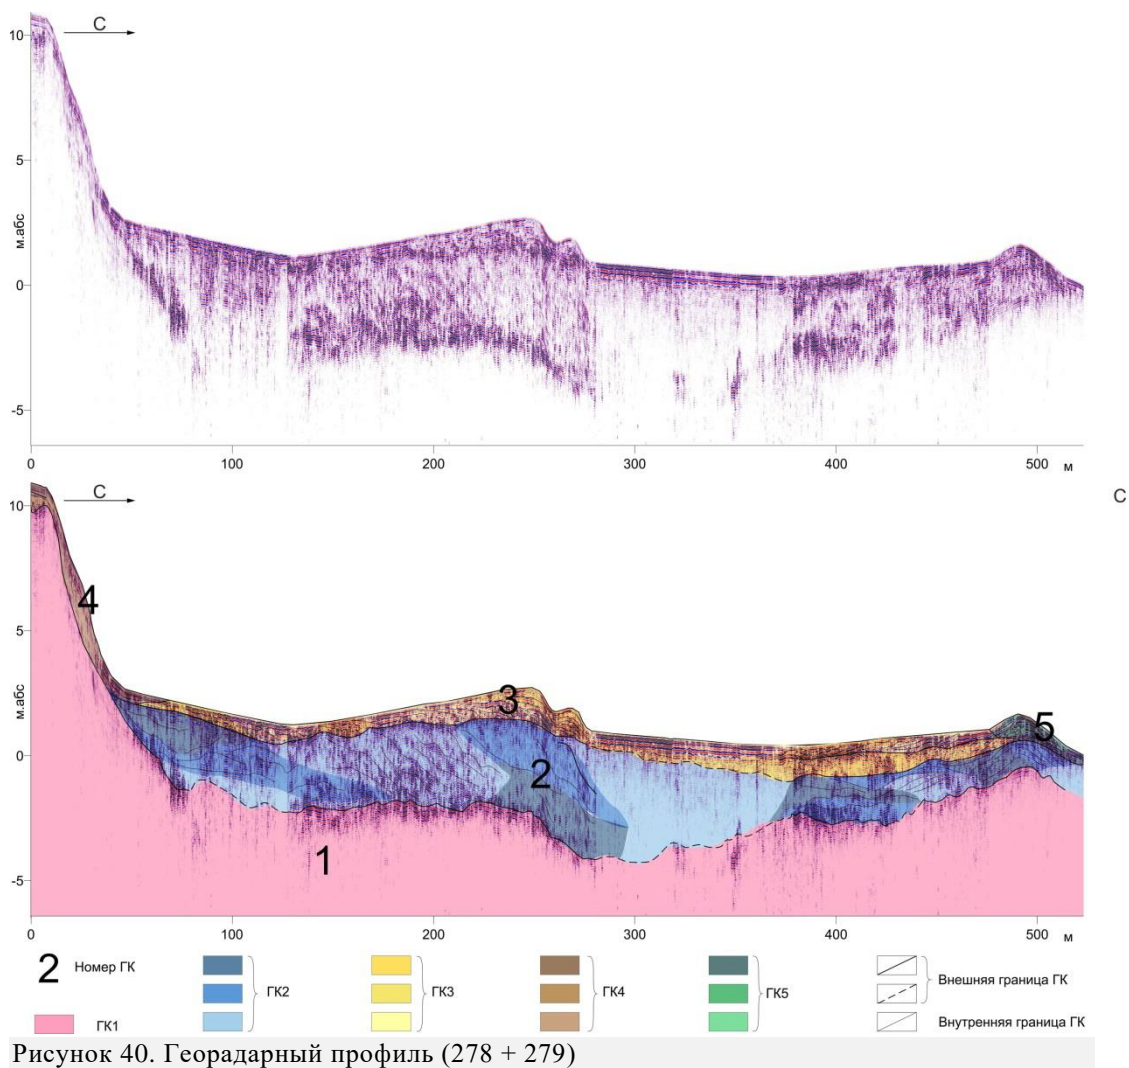 С
10
5
м.абс
0
-5
0 100 200 300 400 500 м
С
С
10
4
5
м.абс
3
5
0
2
1
-5
0 100 200 300 400 500 м
2 Номер ГК
ГК2 ГК3 ГК4 ГК5 Внешняя граница ГК
ГК1 Внутренняя граница ГК
Рисунок 40. Георадарный профиль (278 + 279)